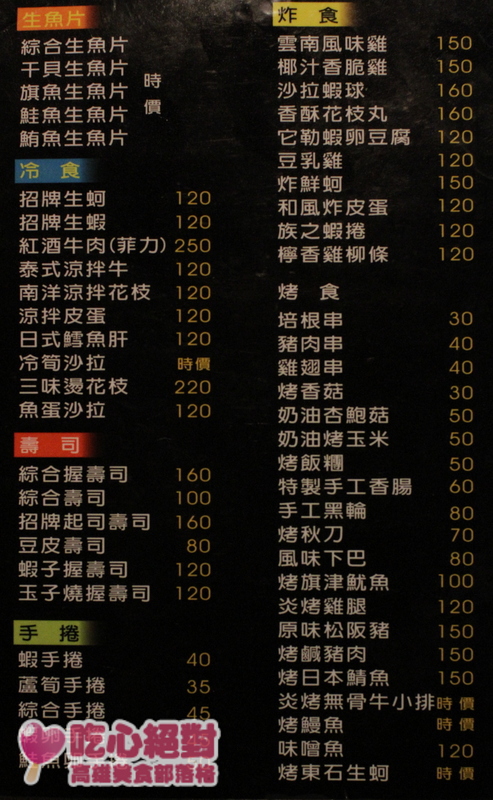 生魚片
綜合生魚片
干貝生魚片
旗魚生魚片
鮭魚生魚片
鮪魚生魚片
時價
冷食
招牌生蚵 120
招牌生蝦 120
紅酒牛肉(菲力) 250
泰式涼拌牛 120
南洋涼拌花枝 120
涼拌皮蛋 120
日式鱈魚肝 120
冷筍沙拉 時價
三味燙花枝 220
魚蛋沙拉 120
壽司
綜合握壽司 160
綜合壽司 100
招牌起司壽司 160
豆皮壽司 80
蝦子握壽司 120
玉子燒握壽司 120
手捲
蝦手捲 40
蘆筍手捲 35
綜合手捲 45
吃心絕對
高雄美食部落格
炸食
雲南風味雞 150
椰汁香脆雞 150
沙拉蝦球 160
香酥花枝丸 160
它勒蝦卵豆腐 120
豆乳雞 120
炸鮮蚵 150
和風炸皮蛋 120
族之蝦捲 120
檸香雞柳條 120
烤食
培根串 30
豬肉串 40
雞翅串 40
烤香菇 30
奶油杏鮑菇 50
奶油烤玉米 50
烤飯糰 50
特製手工香腸 60
手工黑輪 80
烤秋刀 70
風味下巴 80
烤旗津魷魚 100
炎烤雞腿 120
原味松阪豬 150
烤鹹豬肉 150
烤日本鯖魚 150
炎烤無骨牛小排 時價
烤鰻魚 時價
味噌魚 120
烤東石生蚵 時價